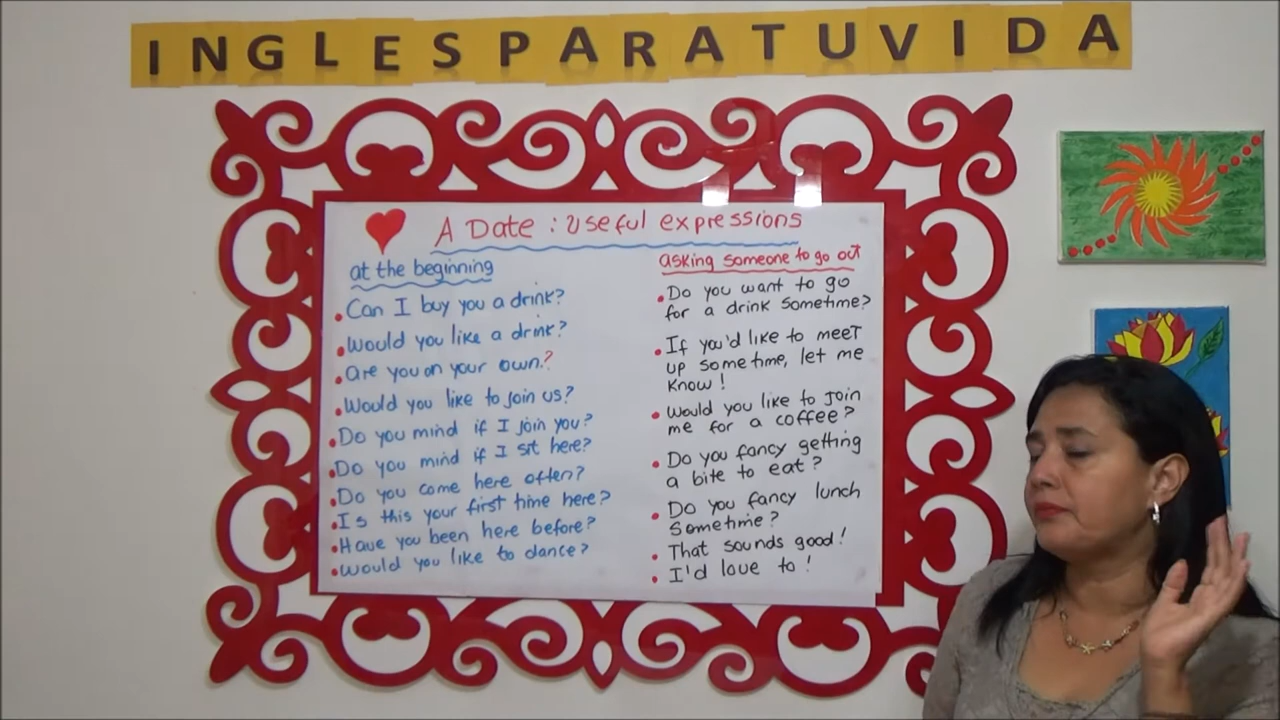 INGLESPARATUVIDA
A Date : Useful expressions
at the beginning
Can I buy you a drink?
Would you like a drink?
are you on your own.?
Would you like to join us?
Do you mind if I join you?
Do you mind if I sit here?
Do you come here often?
Is this your first time here?
Have you been here before?
would you like to dance?
asking someone to go out
Do you want to go
for a drink sometime?
If you'd like to meet
up some time, let me
Know!
Would you like to join
me for a coffee?
Do you fancy getting
a bite to eat?
Do you fancy lunch
Sometime?
That sounds good!
I'd love to!